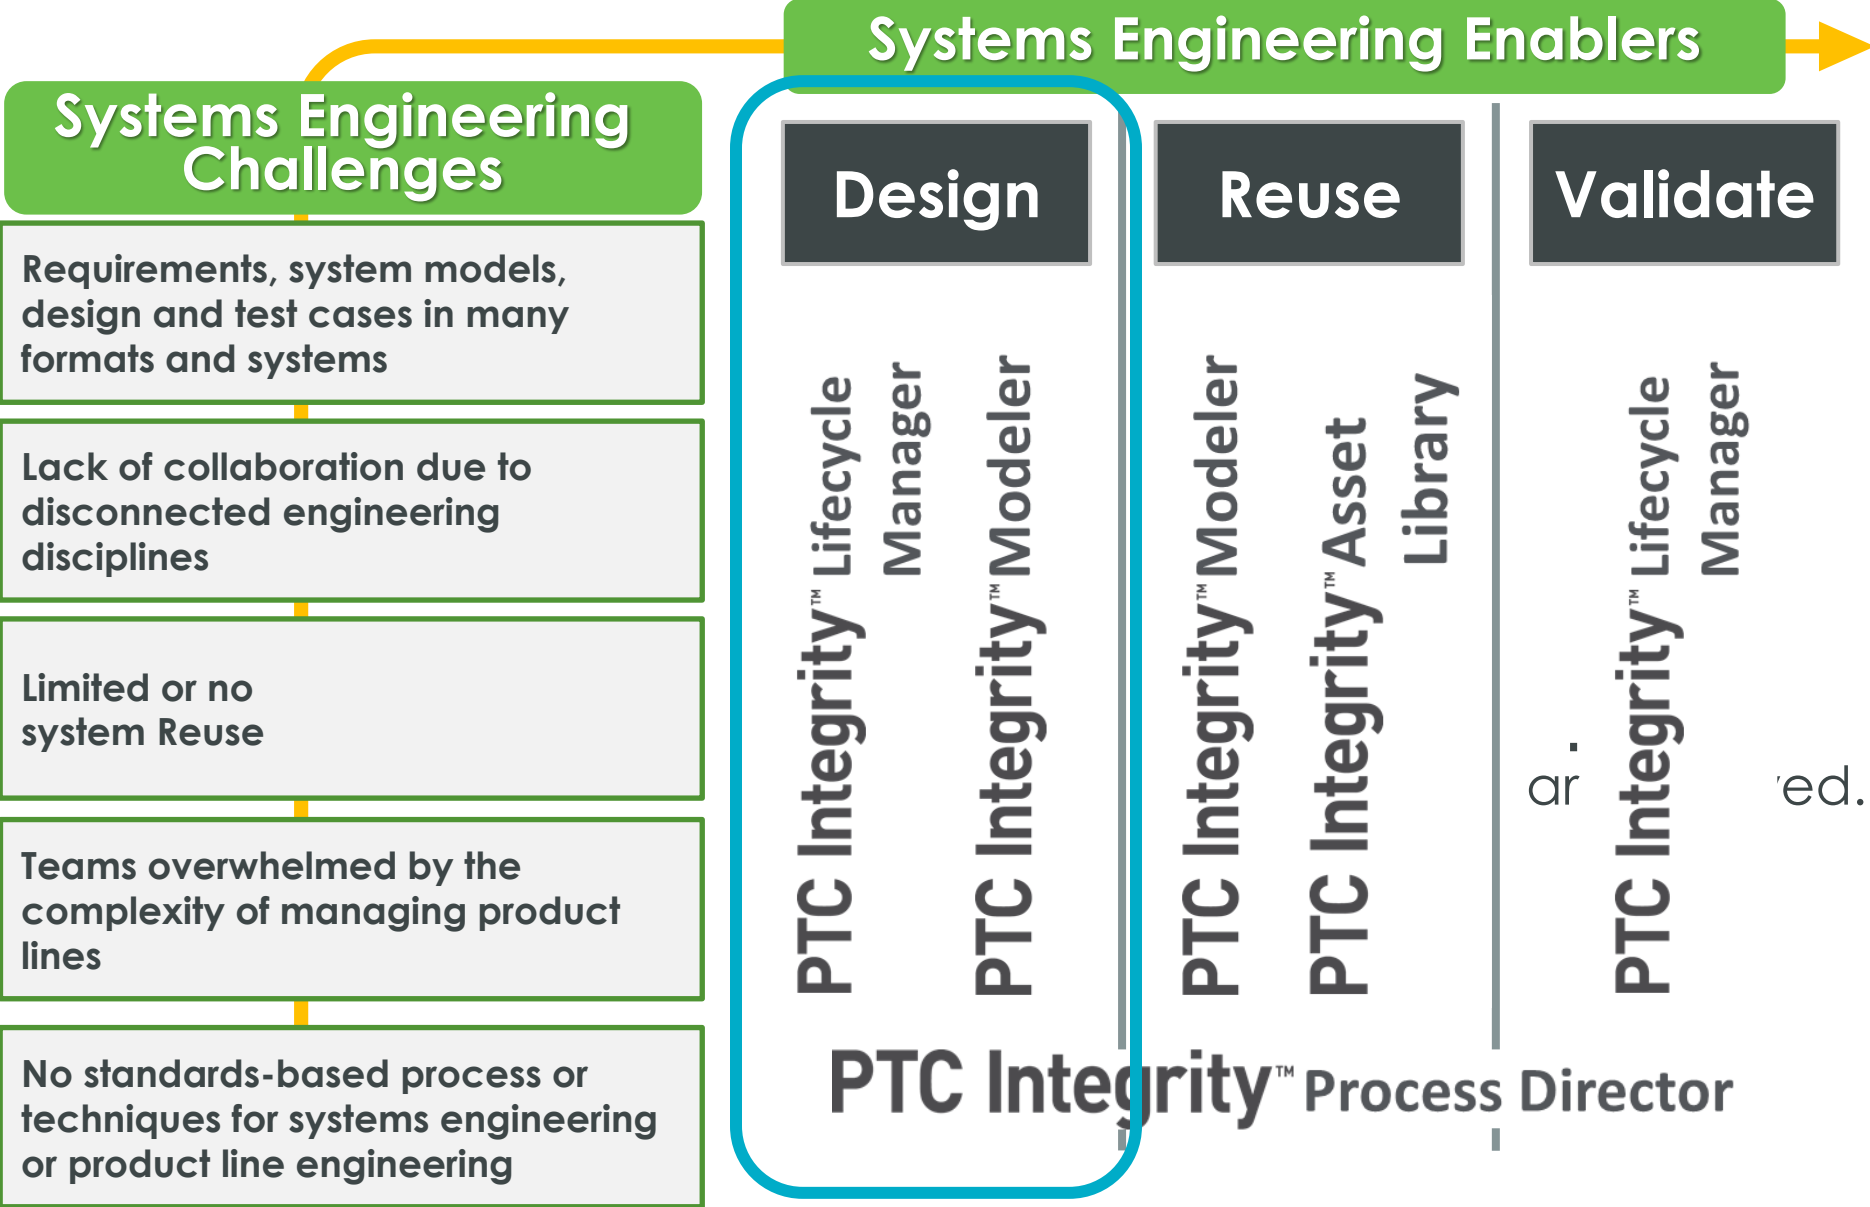 Systems Engineering Enablers
Systems Engineering
Challenges
Requirements, system models,
design and test cases in many
formats and systems
Lack of collaboration due to
disconnected engineering
disciplines
Limited or no
system Reuse
Teams overwhelmed by the
complexity of managing product
lines
No standards-based process or
techniques for systems engineering
or product line engineering
Design
PTC Integrity™ Lifecycle
Manager
PTC Integrity™ Modeler
Reuse
PTC Integrity™ Modeler
PTC Integrity™ Asset
Library
Validate
PTC Integrity™ Lifecycle
Manager
PTC Integrity™ Process Director